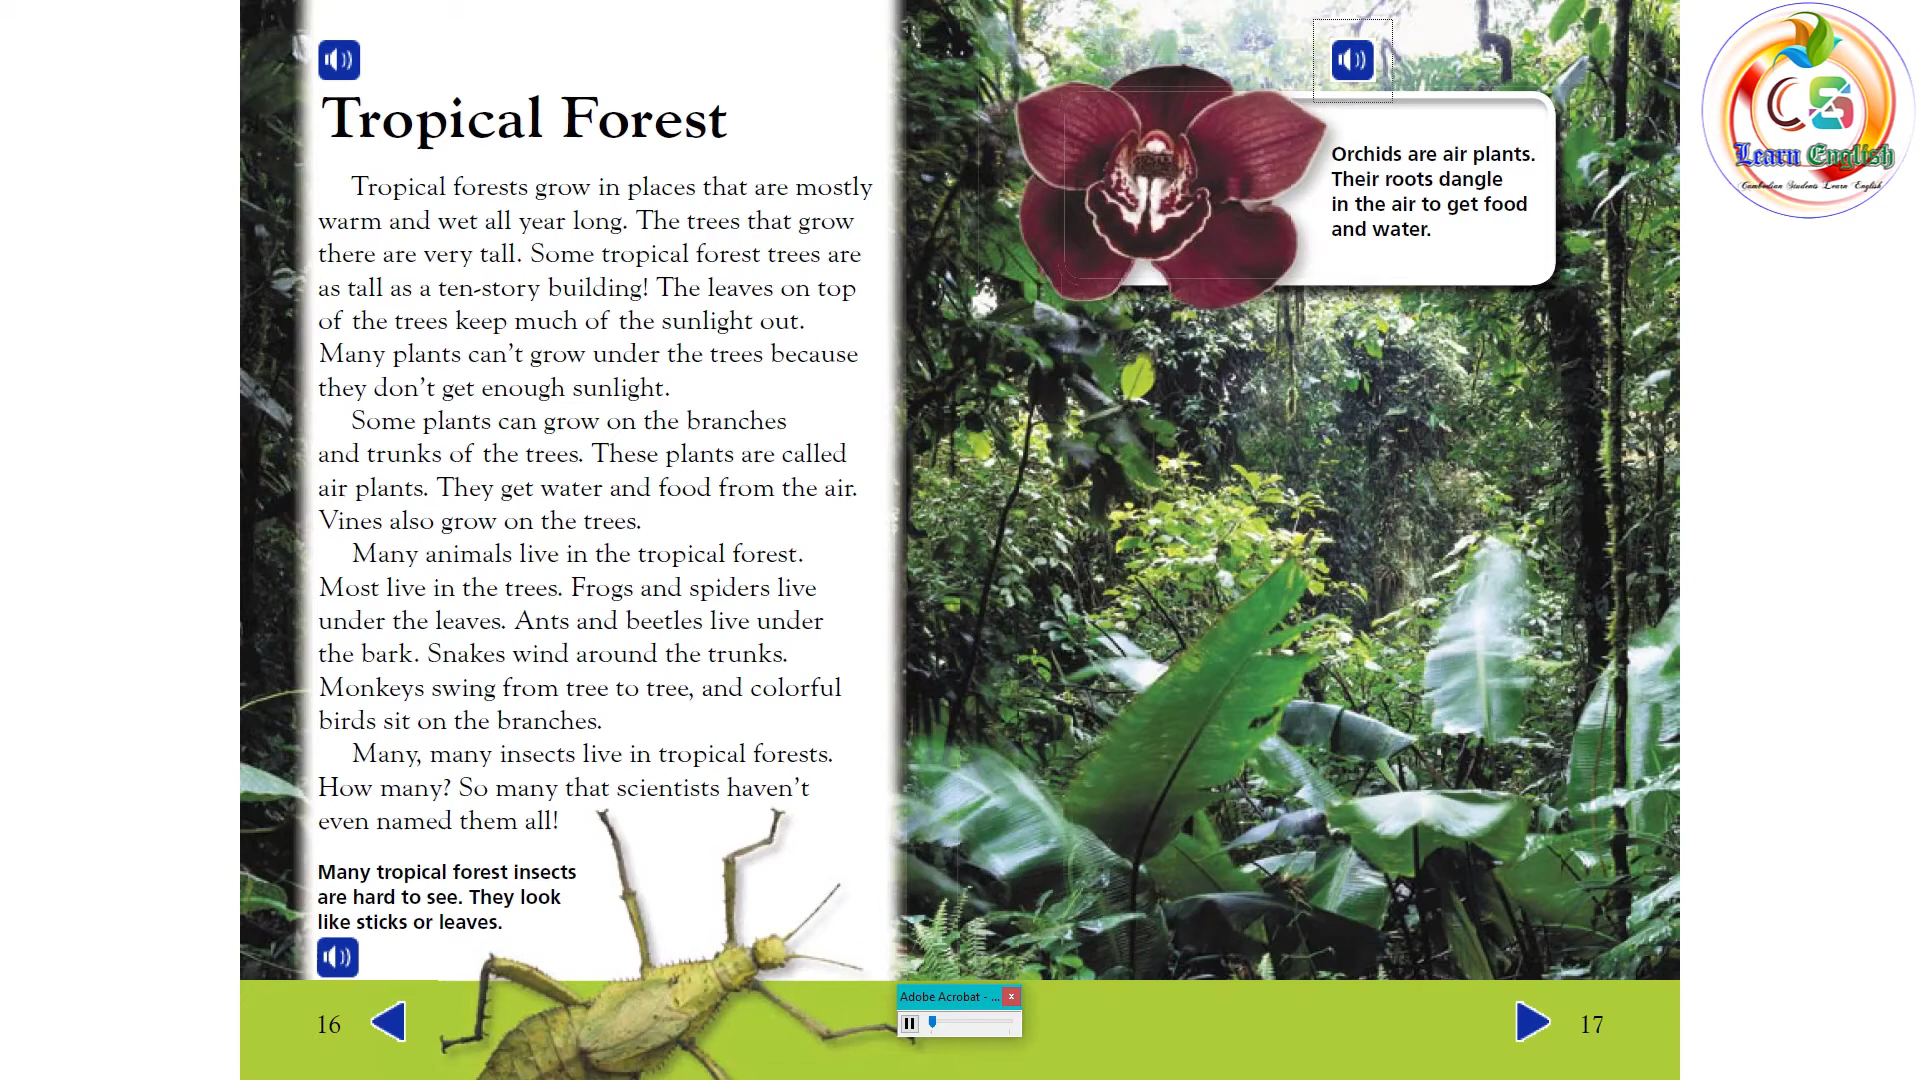 Tropical Forest
Tropical forests grow in places that are mostly
warm and wet all year long. The trees that grow
there are very tall. Some tropical forest trees are
as tall as a ten-story building! The leaves on top
of the trees keep much of the sunlight out.
Many plants can't grow under the trees because
they don't get enough sunlight.
Some plants can grow on the branches
and trunks of the trees. These plants are called
air plants. They get water and food from the air.
Vines also grow on the trees.
Many animals live in the tropical forest.
Most live in the trees. Frogs and spiders live
under the leaves. Ants and beetles live under
the bark. Snakes wind around the trunks.
Monkeys swing from tree to tree, and colorful
birds sit on the branches.
Many, many insects live in tropical forests.
How many? So many that scientists haven't
even named them all!
Many tropical forest insects
are hard to see. They look
like sticks or leaves.
16
Orchids are air plants.
Their roots dangle
in the air to get food
and water.
17
Adobe Acrobat - ...
x
CS
Learn English
Cambodian Students Learn English